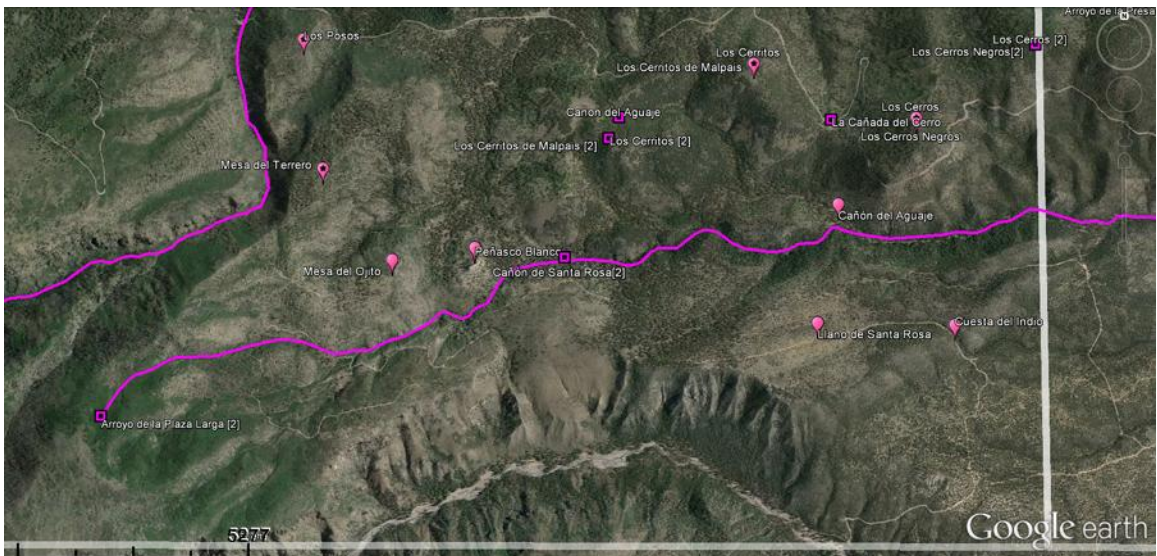 Arroyo de la Presa
N
Los Posos
Los Cerros [2]
Los Cerros Negros[2]
Los Cerritos
Los Cerritos de Malpais
Cañon del Aguaje
Los Cerros
La Cañada del Cerro
Los Cerros Negros
Los Cerritos de Malpais [2]
Los Cerritos [2]
Mesa del Terrero
Cañón del Aguaje
Peñasco Blanco
Mesa del Ojito
Cañón de Santa Rosa[2]
Cuesta del Indio
Llano de Santa Rosa
Arroyo de la Plaza Larga [2]
5277
Google earth